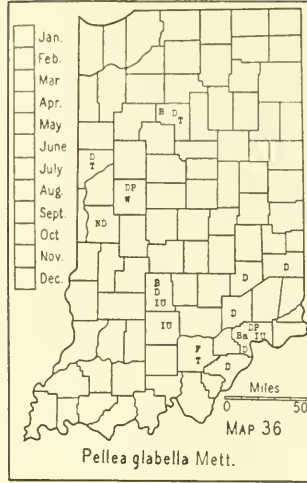 Jan.
Feb.
Mar
Apr.
May
June
July
Aug.
Sept.
Oct
Nov.
Dec.
B D
T
D
T
DP
W
ND
B
D
IU
IU
D
D
D
DP
Ba IU
D
F
T
D
Miles
0 50
MAP 36
Pellea glabella Mett.